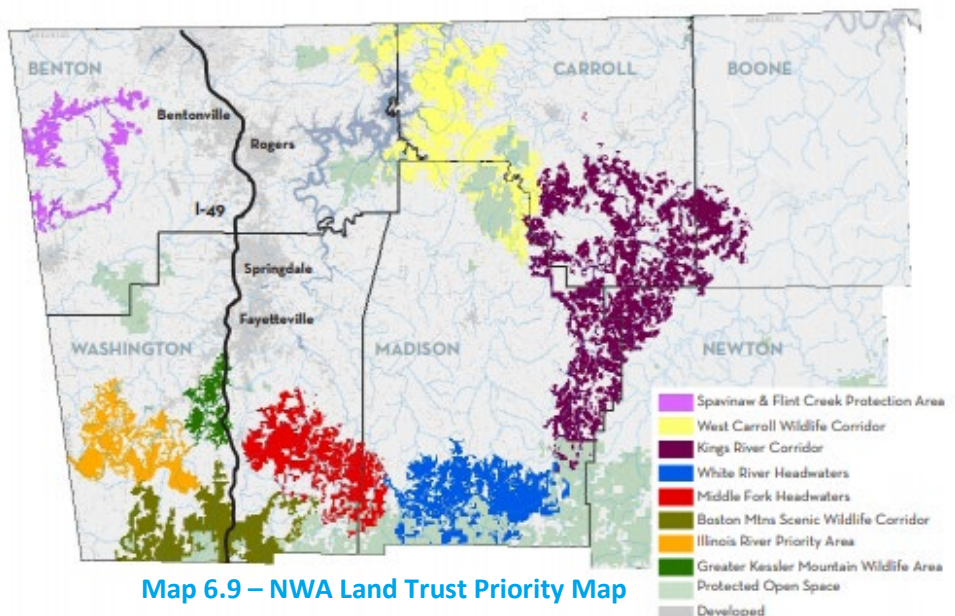 BENTON
CARROLL
BOONE
Bentonville
Rogers
I-49
Springdale
Fayetteville
WASHINGTON
MADISON
NEWTON
Spavinaw & Flint Creek Protection Area
West Carroll Wildlife Corridor
Kings River Corridor
White River Headwaters
Middle Fork Headwaters
Boston Mtns Scenic Wildlife Corridor
Illinois River Priority Area
Greater Kessler Mountain Wildlife Area
Protected Open Space
Developed
Map 6.9 – NWA Land Trust Priority Map